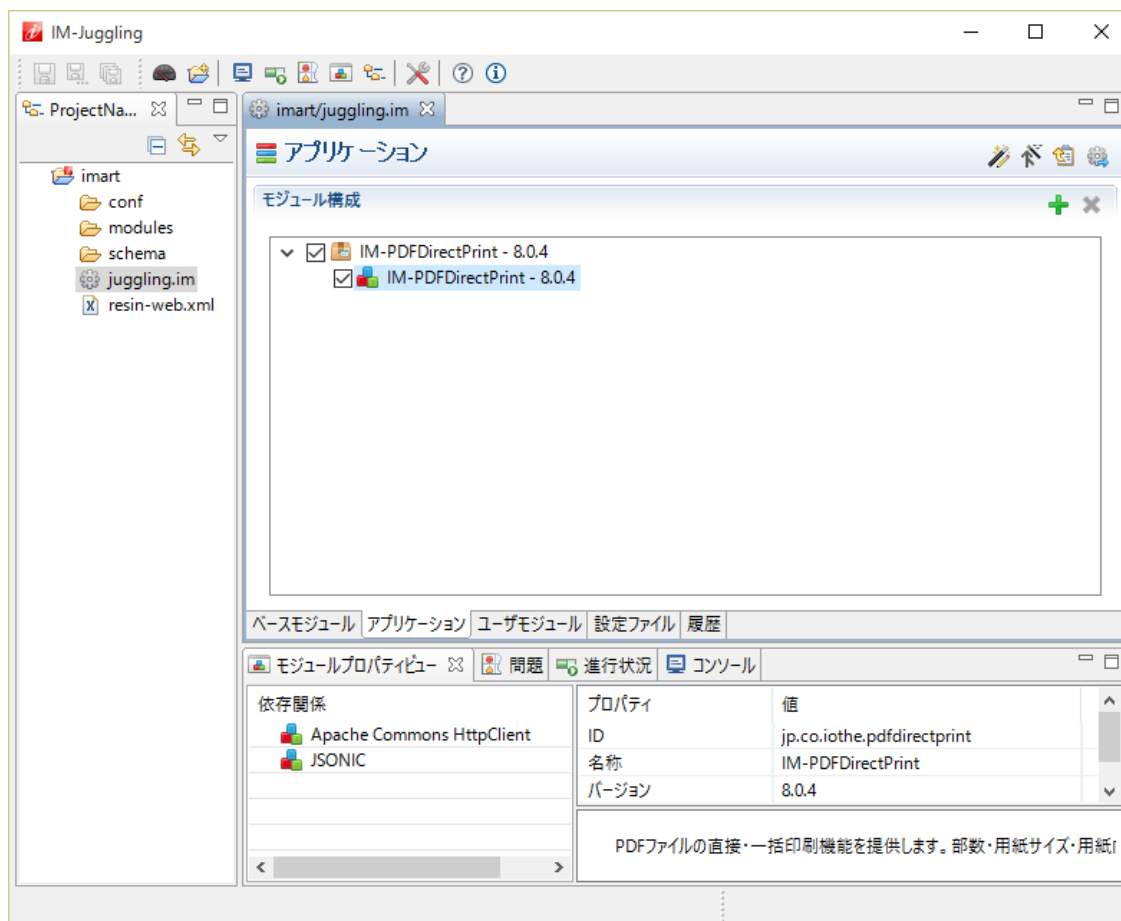 IM-Juggling
ProjectNa...
imart/juggling.im
imart
conf
modules
schema
juggling.im
resin-web.xml
アプリケーション
モジュール構成
IM-PDFDirectPrint - 8.0.4
IM-PDFDirectPrint - 8.0.4
ベースモジュール アプリケーション ユーザモジュール 設定ファイル 履歴
モジュールプロパティビュー 問題 進行状況 コンソール
依存関係
Apache Commons HttpClient
JSONIC
プロパティ 値
ID jp.co.iothe.pdfdirectprint
名称 IM-PDFDirectPrint
バージョン 8.0.4
PDFファイルの直接・一括印刷機能を提供します。部数・用紙サイズ・用紙